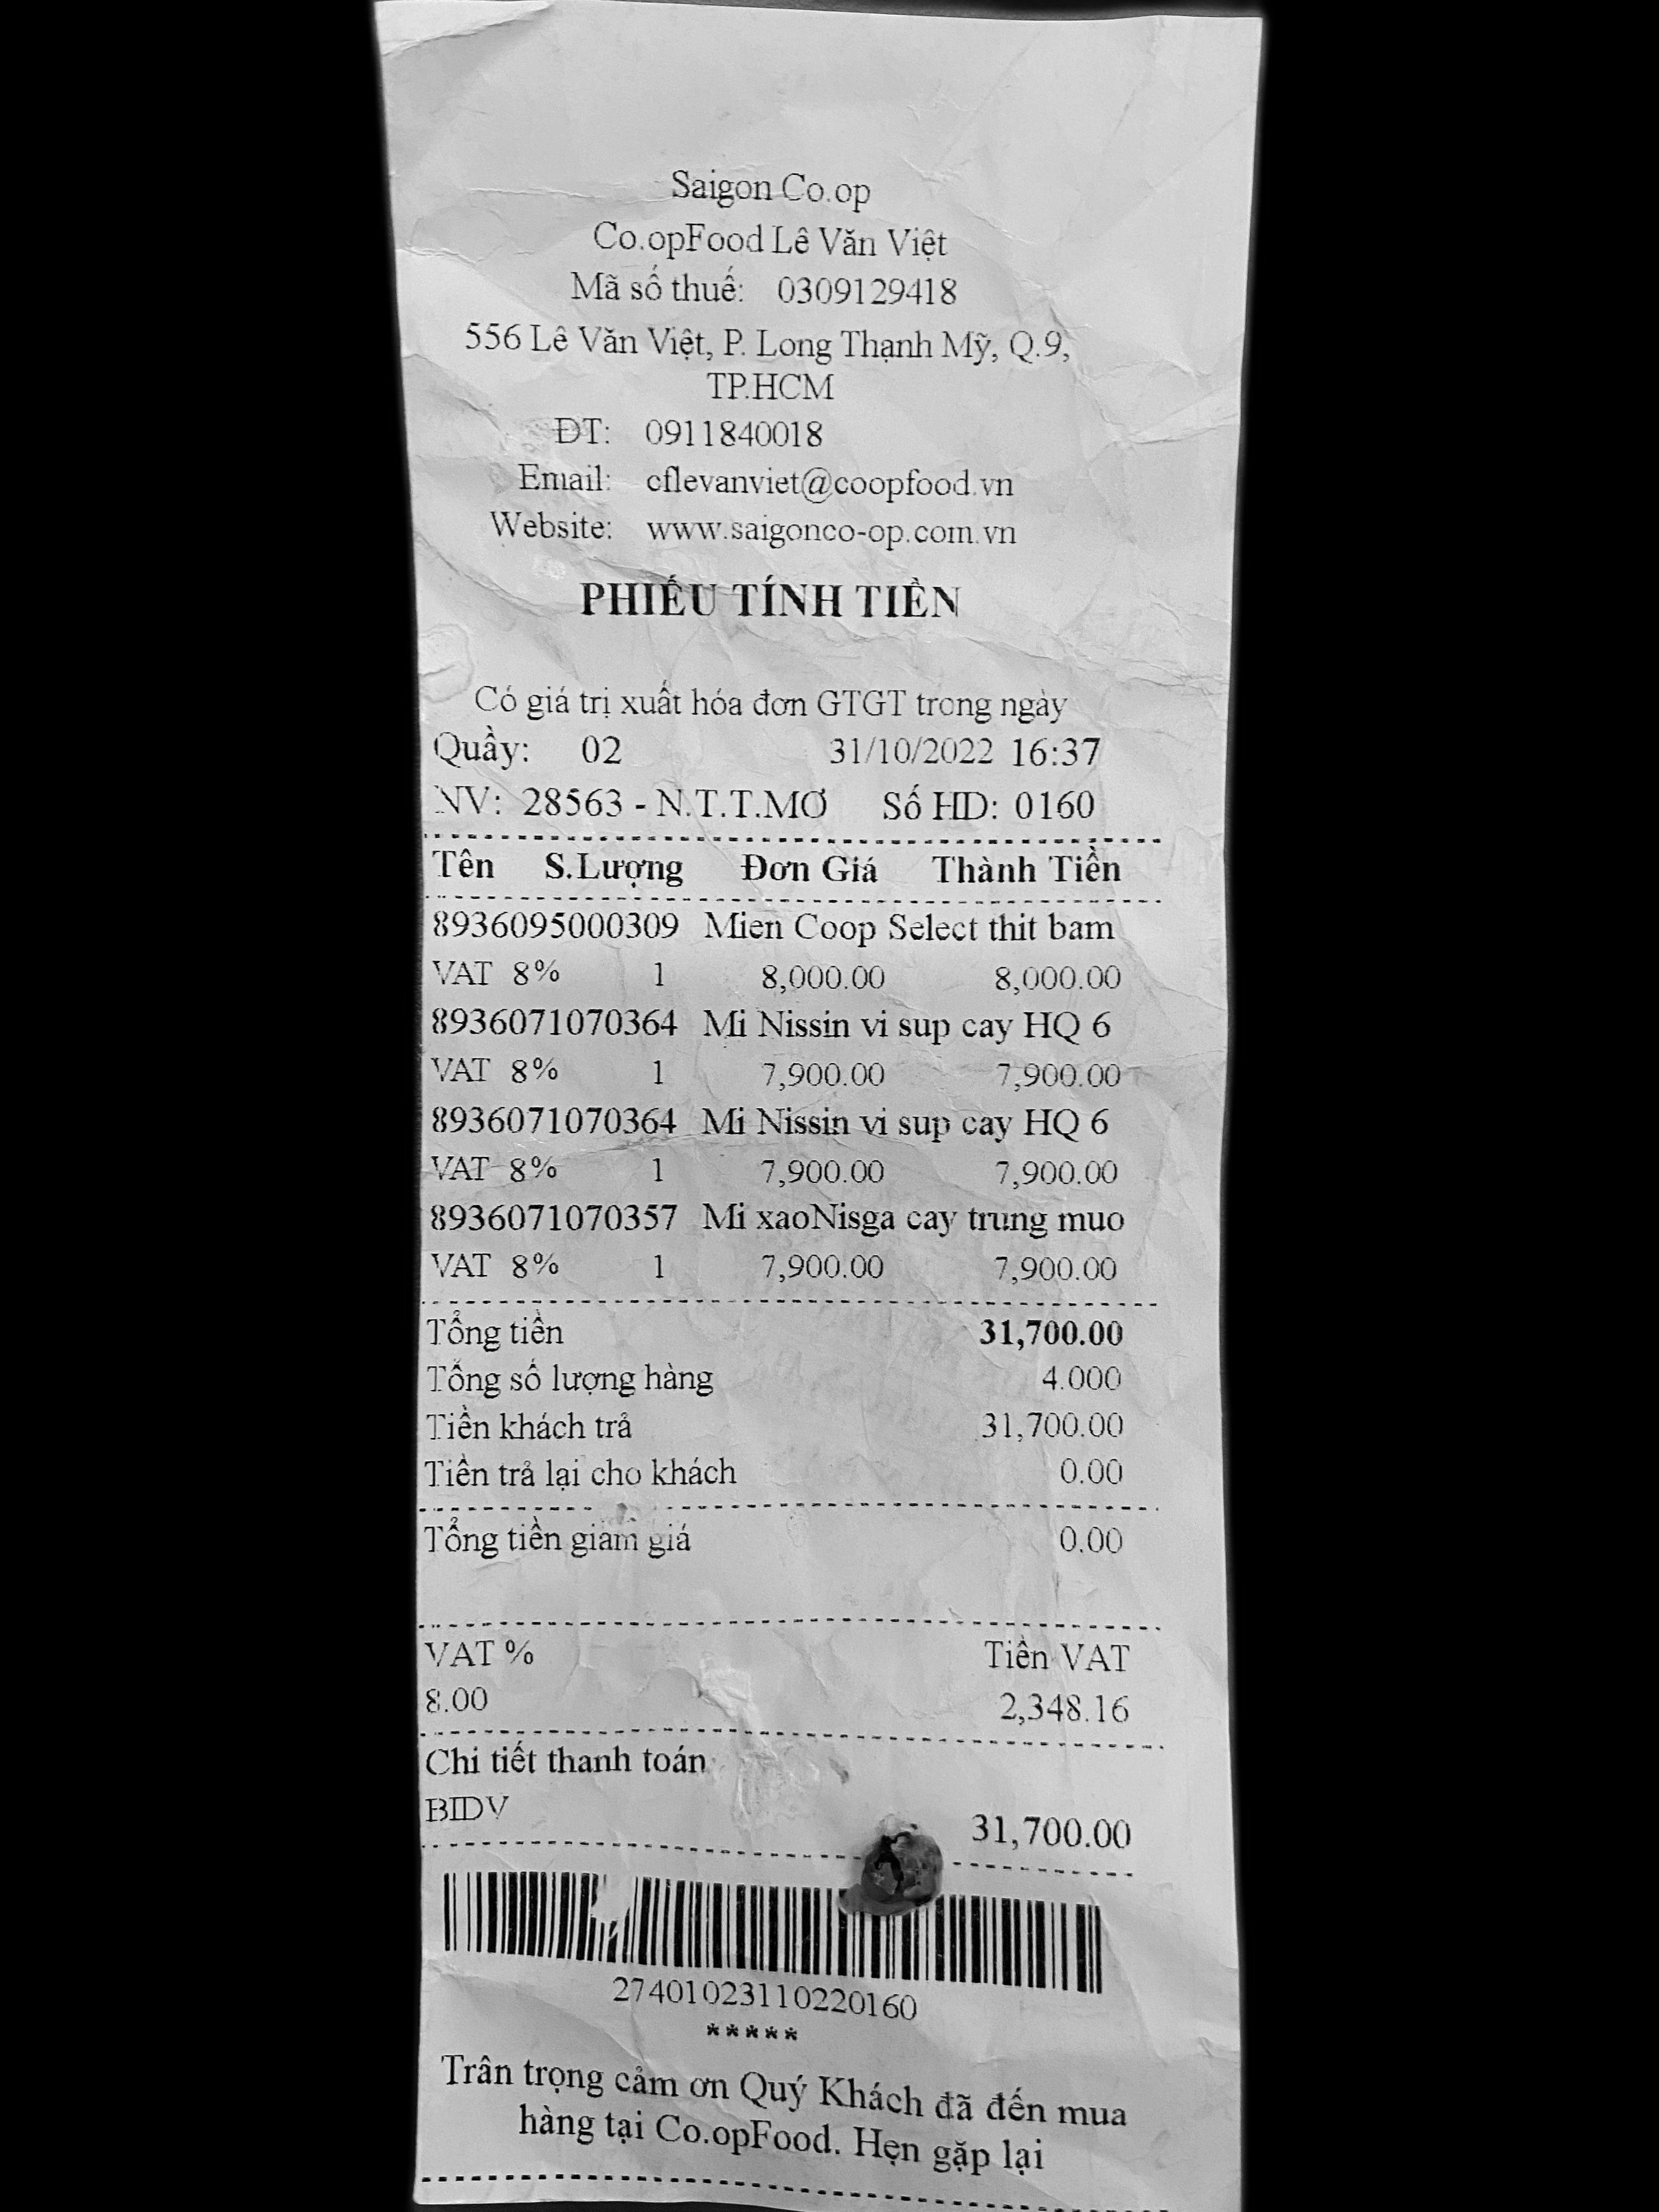 Saigon Co.op
Co.opFood Lê Văn Việt
Mã số thuế: 0309129418
556 Lê Văn Việt, P. Long Thạnh Mỹ, Q.9,
TP.HCM
ĐT: 0911840018
Email: cflevanviet@coopfood.vn
Website: www.saigonco-op.com.vn
PHIẾU TÍNH TIỀN
Có giá trị xuất hóa đơn GTGT trong ngày
Quầy: 02 31/10/2022 16:37
NV: 28563 - N.T.T.MƠ Số HD: 0160
Tên S.Lượng Đơn Giá Thành Tiền
8936095000309 Mien Coop Select thit bam
VAT 8% 1 8,000.00 8,000.00
8936071070364 Mi Nissin vi sup cay HQ 6
VAT 8% 1 7,900.00 7,900.00
8936071070364 Mi Nissin vi sup cay HQ 6
VAT 8% 1 7,900.00 7,900.00
8936071070357 Mi xaoNisga cay trung muo
VAT 8% 1 7,900.00 7,900.00
Tổng tiền 31,700.00
Tổng số lượng hàng 4.000
Tiền khách trả 31,700.00
Tiền trả lại cho khách 0.00
Tổng tiền giảm giá 0.00
VAT % Tiền VAT
8.00 2,348.16
Chi tiết thanh toán
BIDV 31,700.00
27401023110220160
*****
Trân trọng cảm ơn Quý Khách đã đến mua
hàng tại Co.opFood. Hẹn gặp lại